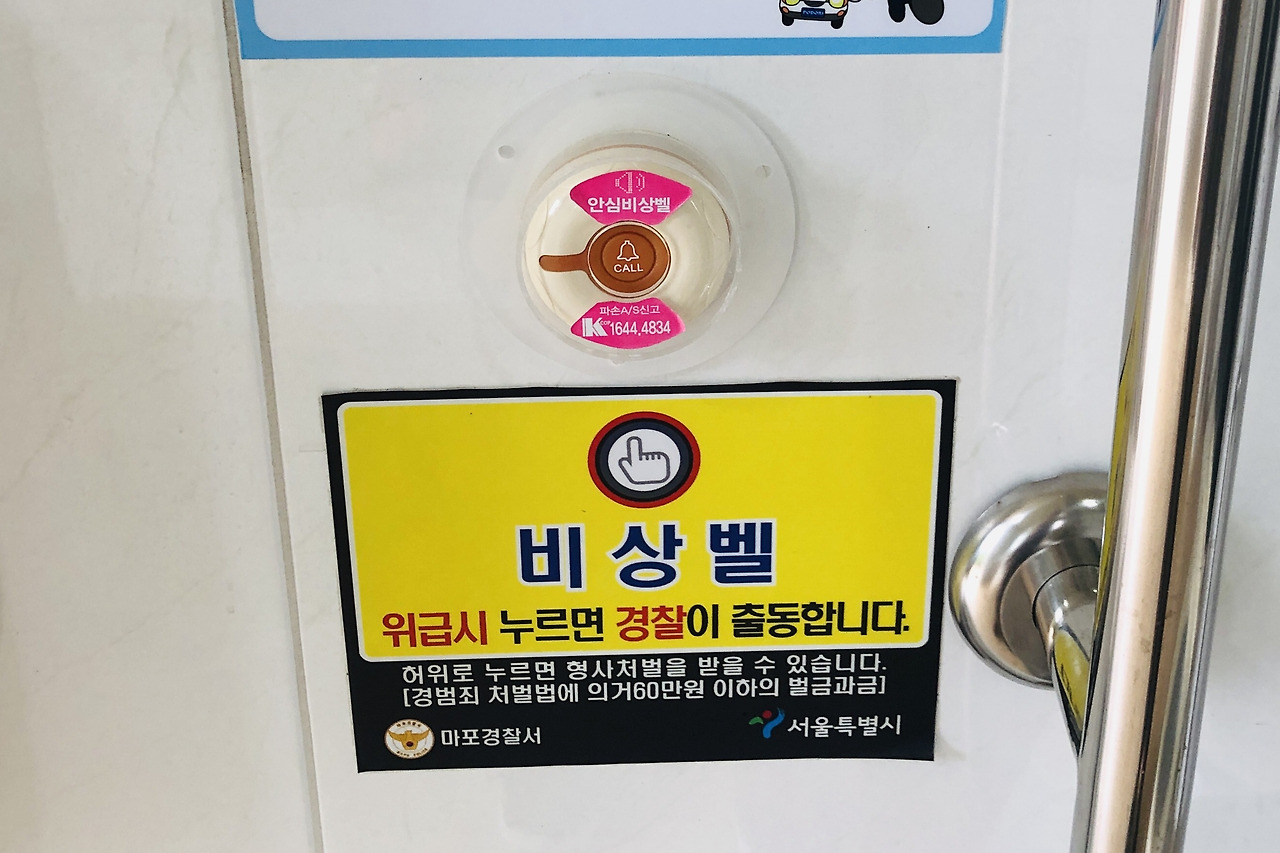 안심비상벨
CALL
파손A/S신고
KCOP 1644.4834
비상벨
위급시 누르면 경찰이 출동합니다.
허위로 누르면 형사처벌을 받을 수 있습니다.
[경범죄 처벌법에 의거60만원 이하의 벌금과금]
마포경찰서
서울특별시